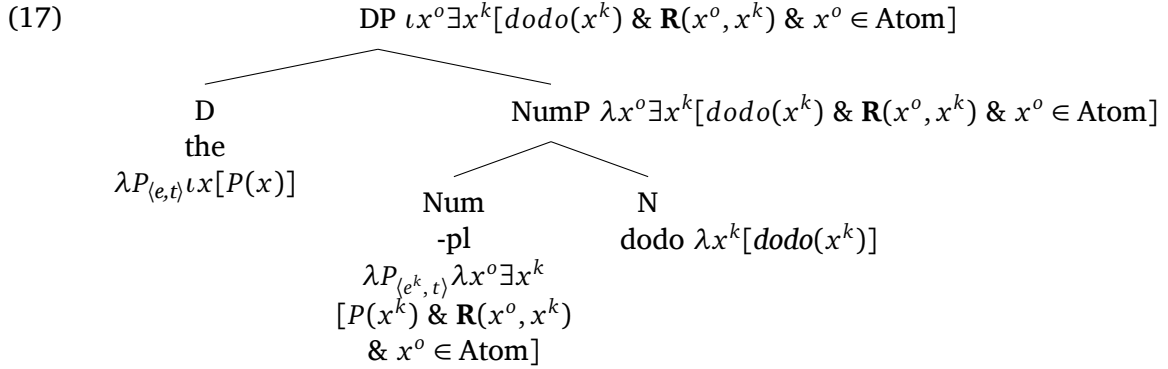 (17) DP ιx^o∃x^k[dodo(x^k) & R(x^o, x^k) & x^o ∈ Atom]
D NumP λx^o∃x^k[dodo(x^k) & R(x^o, x^k) & x^o ∈ Atom]
the
λP_⟨e,t⟩ιx[P(x)]
Num N
-pl dodo λx^k[dodo(x^k)]
λP_⟨e^k, t⟩λx^o∃x^k
[P(x^k) & R(x^o, x^k)
& x^o ∈ Atom]